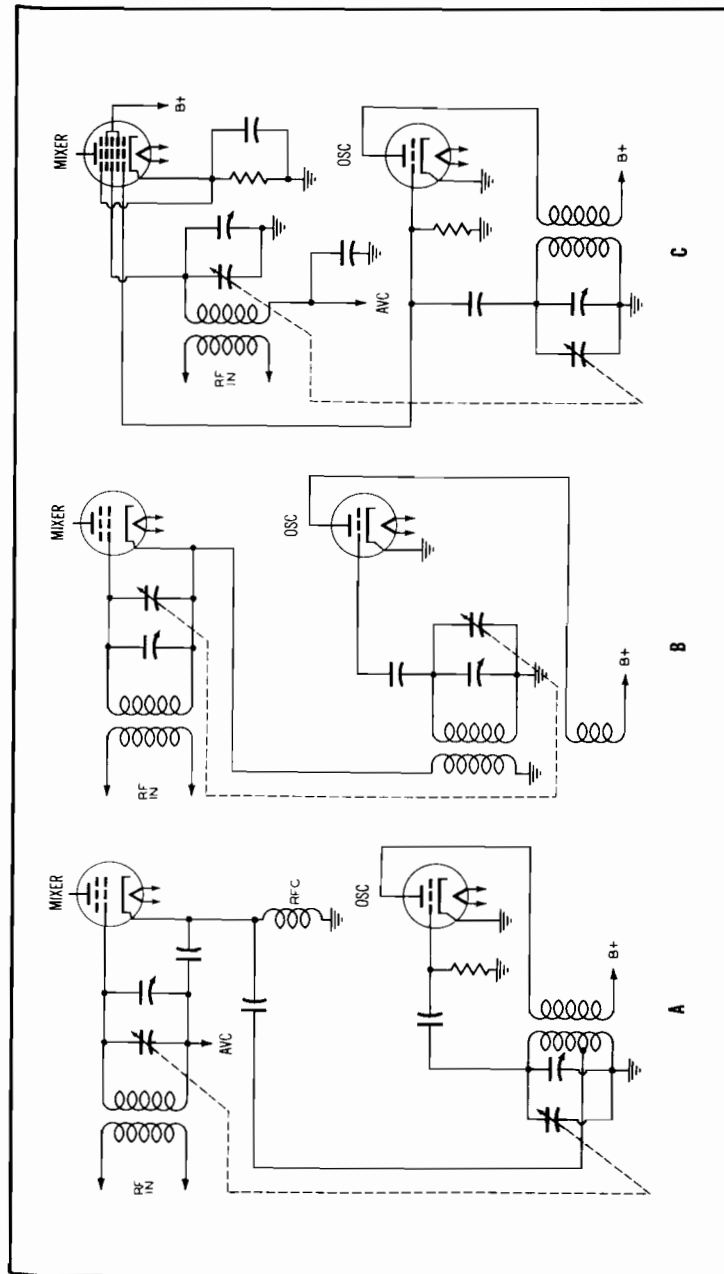 MIXER
RF
IN
AVC
RFC
OSC
B+
A
MIXER
RF
IN
OSC
B+
B
MIXER
B+
RF
IN
AVC
OSC
B+
C